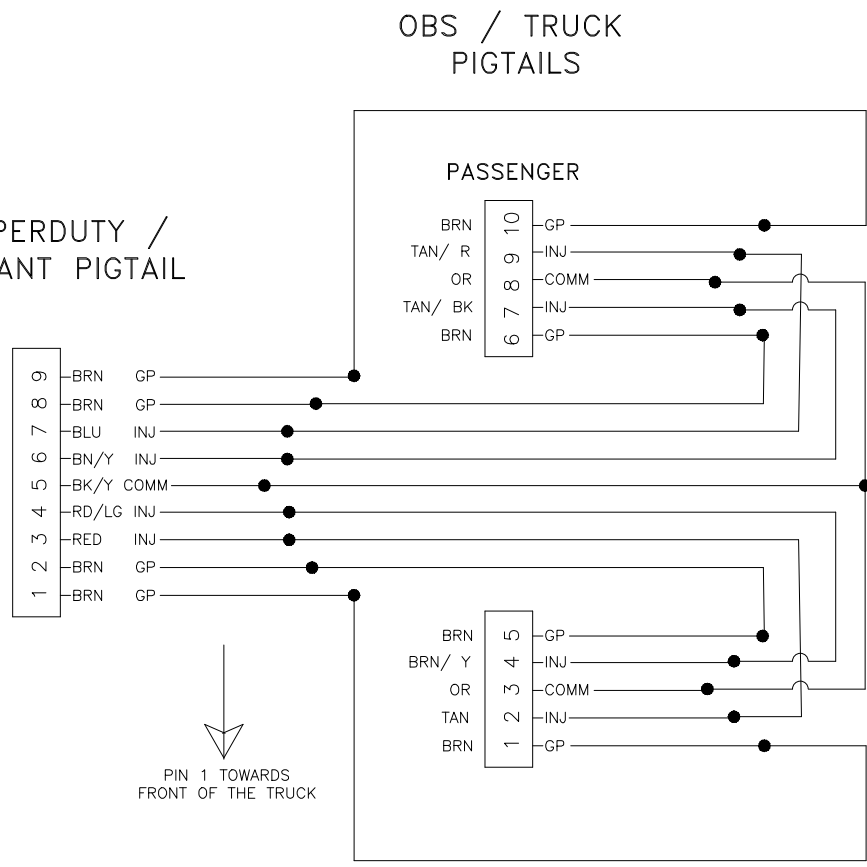 OBS / TRUCK
PIGTAILS
PASSENGER
BRN 10 GP
TAN/ R 9 INJ
OR 8 COMM
TAN/ BK 7 INJ
BRN 6 GP
PERDUTY /
ANT PIGTAIL
9 BRN GP
8 BRN GP
7 BLU INJ
6 BN/Y INJ
5 BK/Y COMM
4 RD/LG INJ
3 RED INJ
2 BRN GP
1 BRN GP
BRN 5 GP
BRN/ Y 4 INJ
OR 3 COMM
TAN 2 INJ
BRN 1 GP
PIN 1 TOWARDS
FRONT OF THE TRUCK